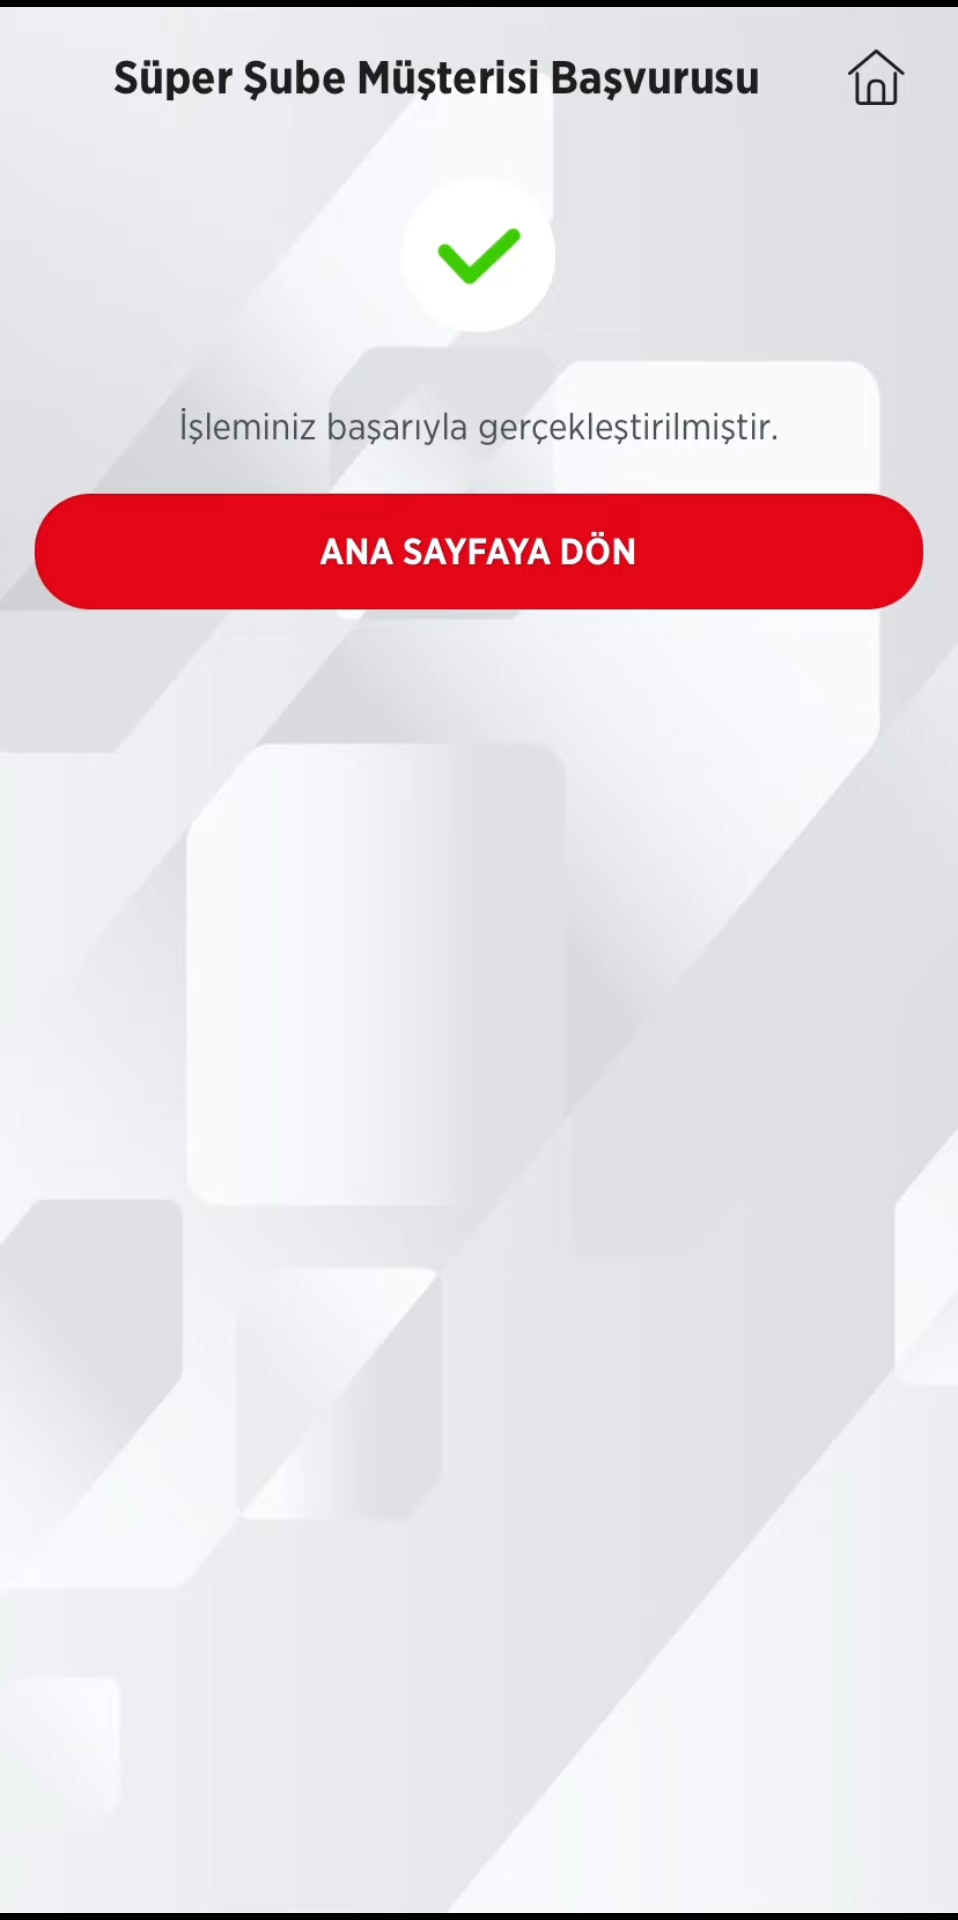 Süper Şube Müşterisi Başvurusu
İşleminiz başarıyla gerçekleştirilmiştir.
ANA SAYFAYA DÖN